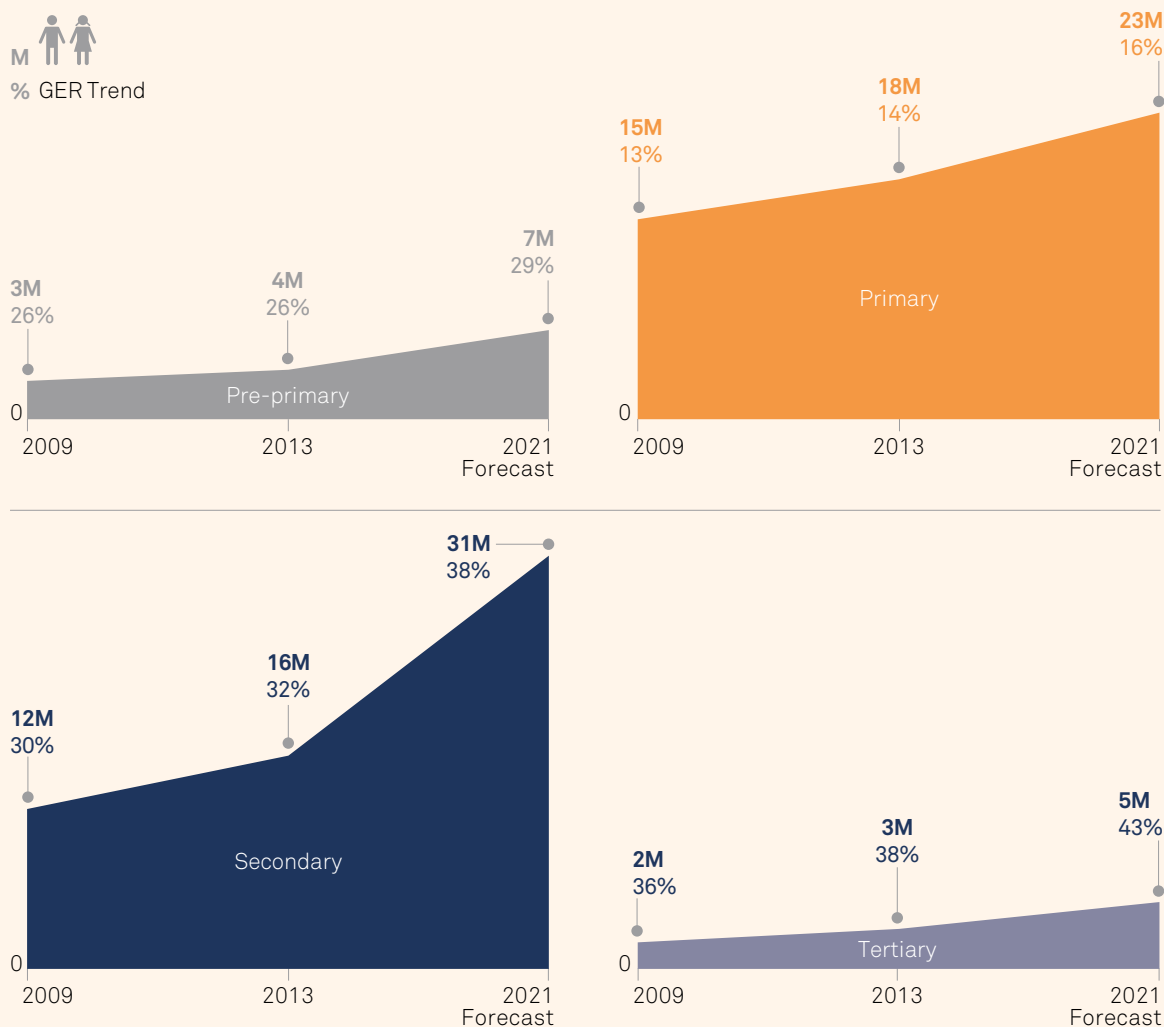 M
% GER Trend
3M
26%
4M
26%
7M
29%
Pre-primary
0
2009
2013
2021
Forecast
15M
13%
18M
14%
23M
16%
Primary
0
2009
2013
2021
Forecast
12M
30%
16M
32%
31M
38%
Secondary
0
2009
2013
2021
Forecast
2M
36%
3M
38%
5M
43%
Tertiary
0
2009
2013
2021
Forecast